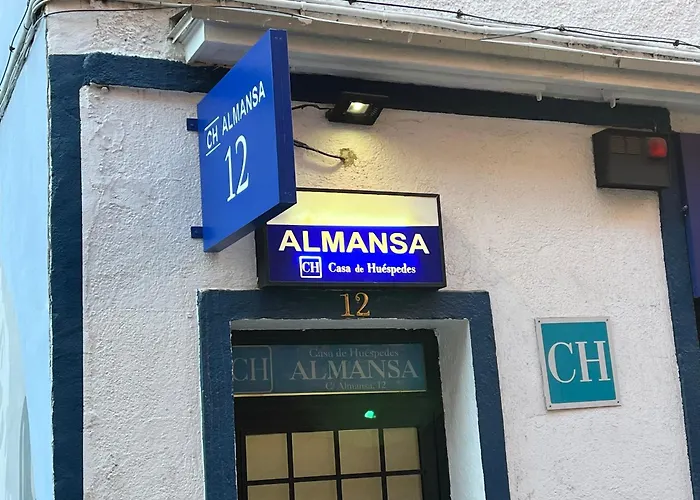 CH ALMANSA
12
ALMANSA
CH Casa de Huéspedes
12
Casa de Huéspedes
CH ALMANSA
C/ Almansa, 12
CH